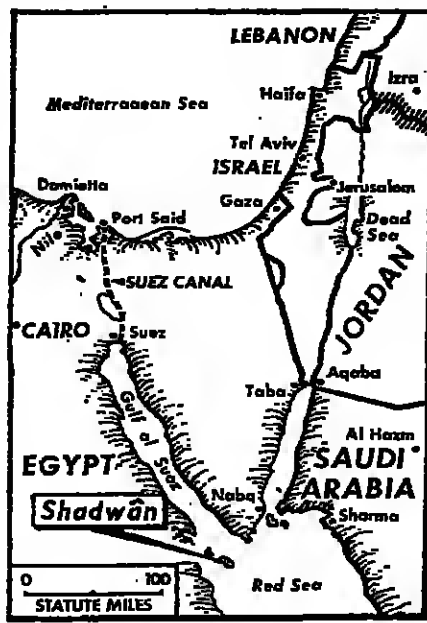 LEBANON
Izra
Mediterranean Sea
Haifa
Tel Aviv
ISRAEL
Damietta
Jerusalem
Gaza
Port Said
Dead
Sea
Nile
SUEZ CANAL
JORDAN
CAIRO
Suez
Aqaba
Taba
Gulf of Suez
Al Hazm
EGYPT
SAUDI
ARABIA
Nabq
Sharma
Shadwân
0 100
STATUTE MILES
Red Sea